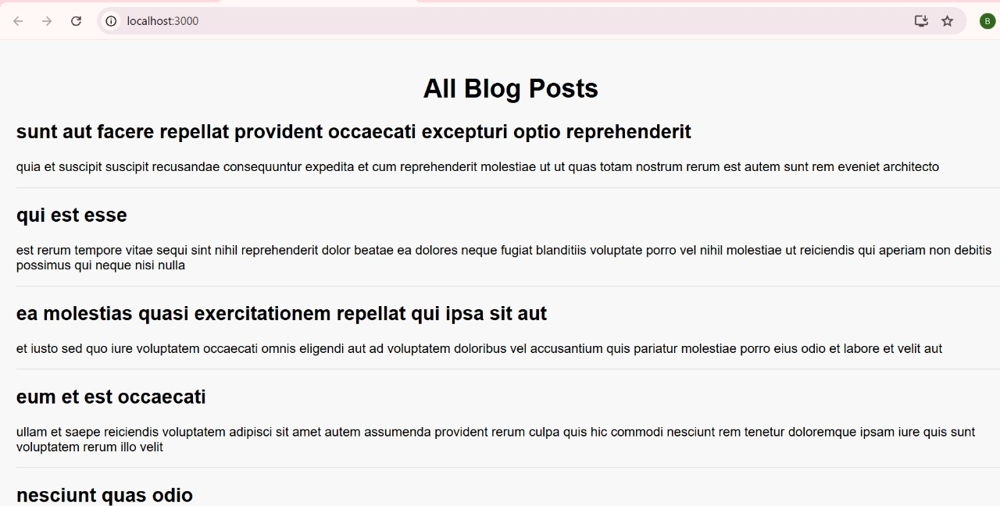 localhost:3000
B
All Blog Posts
sunt aut facere repellat provident occaecati excepturi optio reprehenderit
quia et suscipit suscipit recusandae consequuntur expedita et cum reprehenderit molestiae ut ut quas totam nostrum rerum est autem sunt rem eveniet architecto
qui est esse
est rerum tempore vitae sequi sint nihil reprehenderit dolor beatae ea dolores neque fugiat blanditiis voluptate porro vel nihil molestiae ut reiciendis qui aperiam non debitis
possimus qui neque nisi nulla
ea molestias quasi exercitationem repellat qui ipsa sit aut
et iusto sed quo iure voluptatem occaecati omnis eligendi aut ad voluptatem doloribus vel accusantium quis pariatur molestiae porro eius odio et labore et velit aut
eum et est occaecati
ullam et saepe reiciendis voluptatem adipisci sit amet autem assumenda provident rerum culpa quis hic commodi nesciunt rem tenetur doloremque ipsam iure quis sunt
voluptatem rerum illo velit
nesciunt quas odio